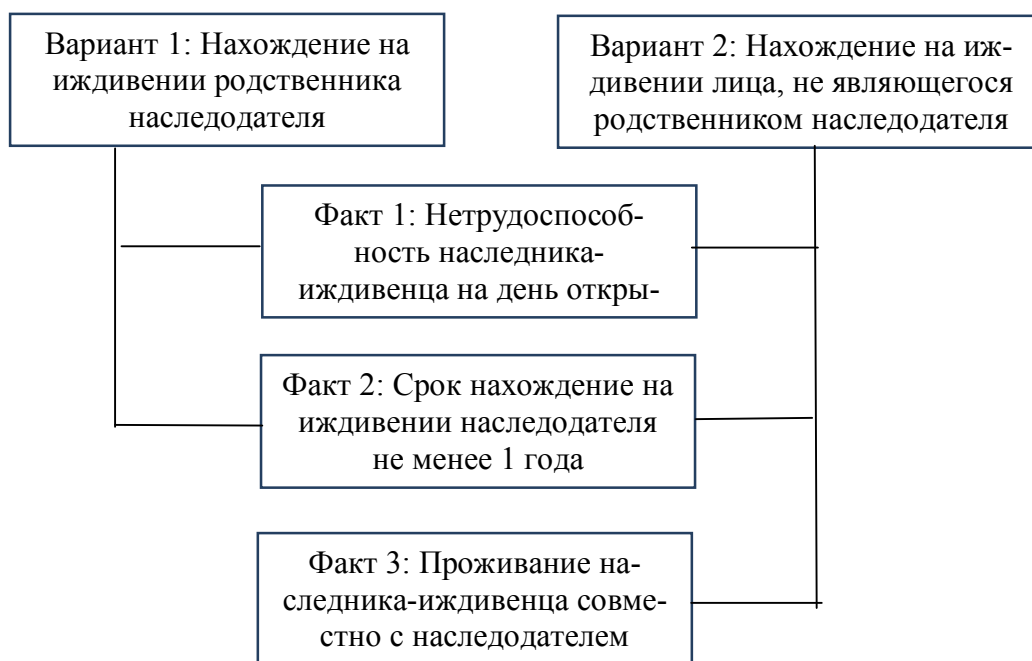 Вариант 1: Нахождение на
иждивении родственника
наследодателя
Вариант 2: Нахождение на иж-
дивении лица, не являющегося
родственником наследодателя
Факт 1: Нетрудоспособ-
ность наследника-
иждивенца на день откры-
Факт 2: Срок нахождение на
иждивении наследодателя
не менее 1 года
Факт 3: Проживание на-
следника-иждивенца совме-
стно с наследодателем